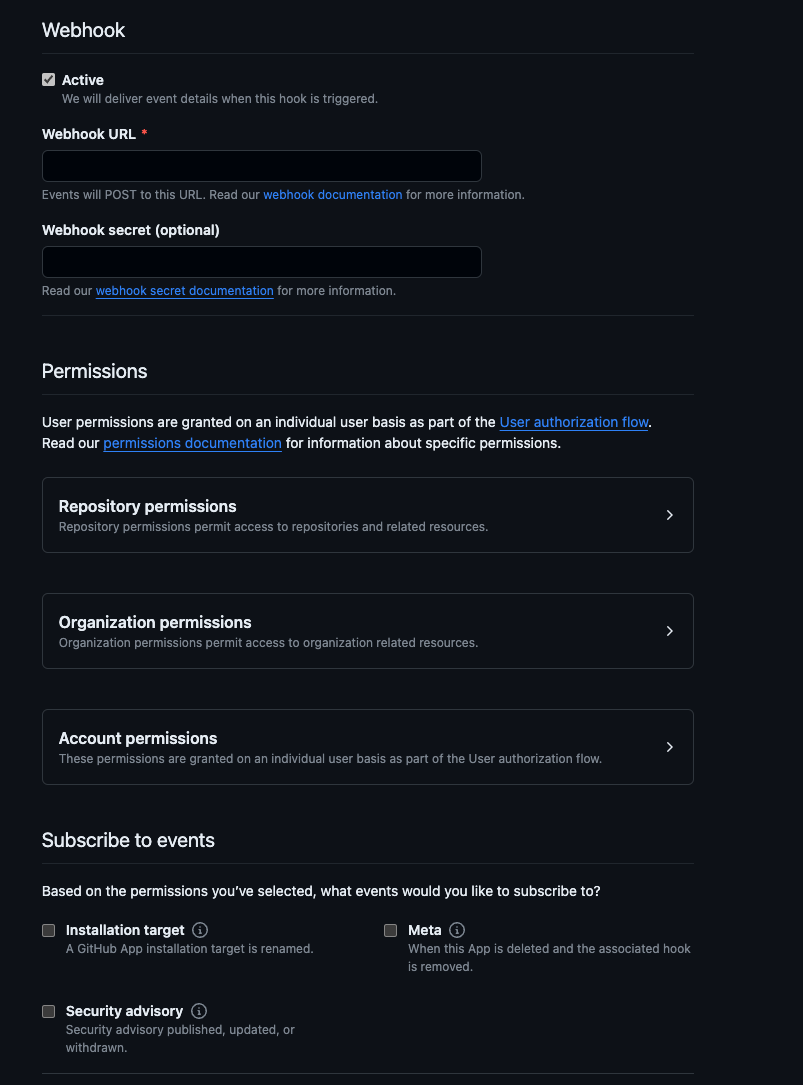 Webhook
Active
We will deliver event details when this hook is triggered.
Webhook URL *
Events will POST to this URL. Read our webhook documentation for more information.
Webhook secret (optional)
Read our webhook secret documentation for more information.
Permissions
User permissions are granted on an individual user basis as part of the User authorization flow.
Read our permissions documentation for information about specific permissions.
Repository permissions
Repository permissions permit access to repositories and related resources.
Organization permissions
Organization permissions permit access to organization related resources.
Account permissions
These permissions are granted on an individual user basis as part of the User authorization flow.
Subscribe to events
Based on the permissions you’ve selected, what events would you like to subscribe to?
Installation target
A GitHub App installation target is renamed.
Meta
When this App is deleted and the associated hook
is removed.
Security advisory
Security advisory published, updated, or
withdrawn.